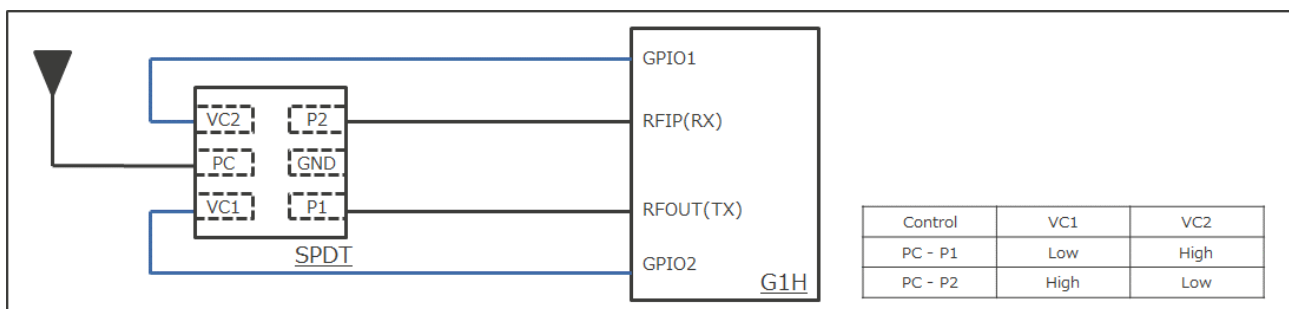 GPIO1
VC2 P2 RFIP(RX)
PC GND
VC1 P1 RFOUT(TX)
SPDT GPIO2
G1H
Control VC1 VC2
PC - P1 Low High
PC - P2 High Low